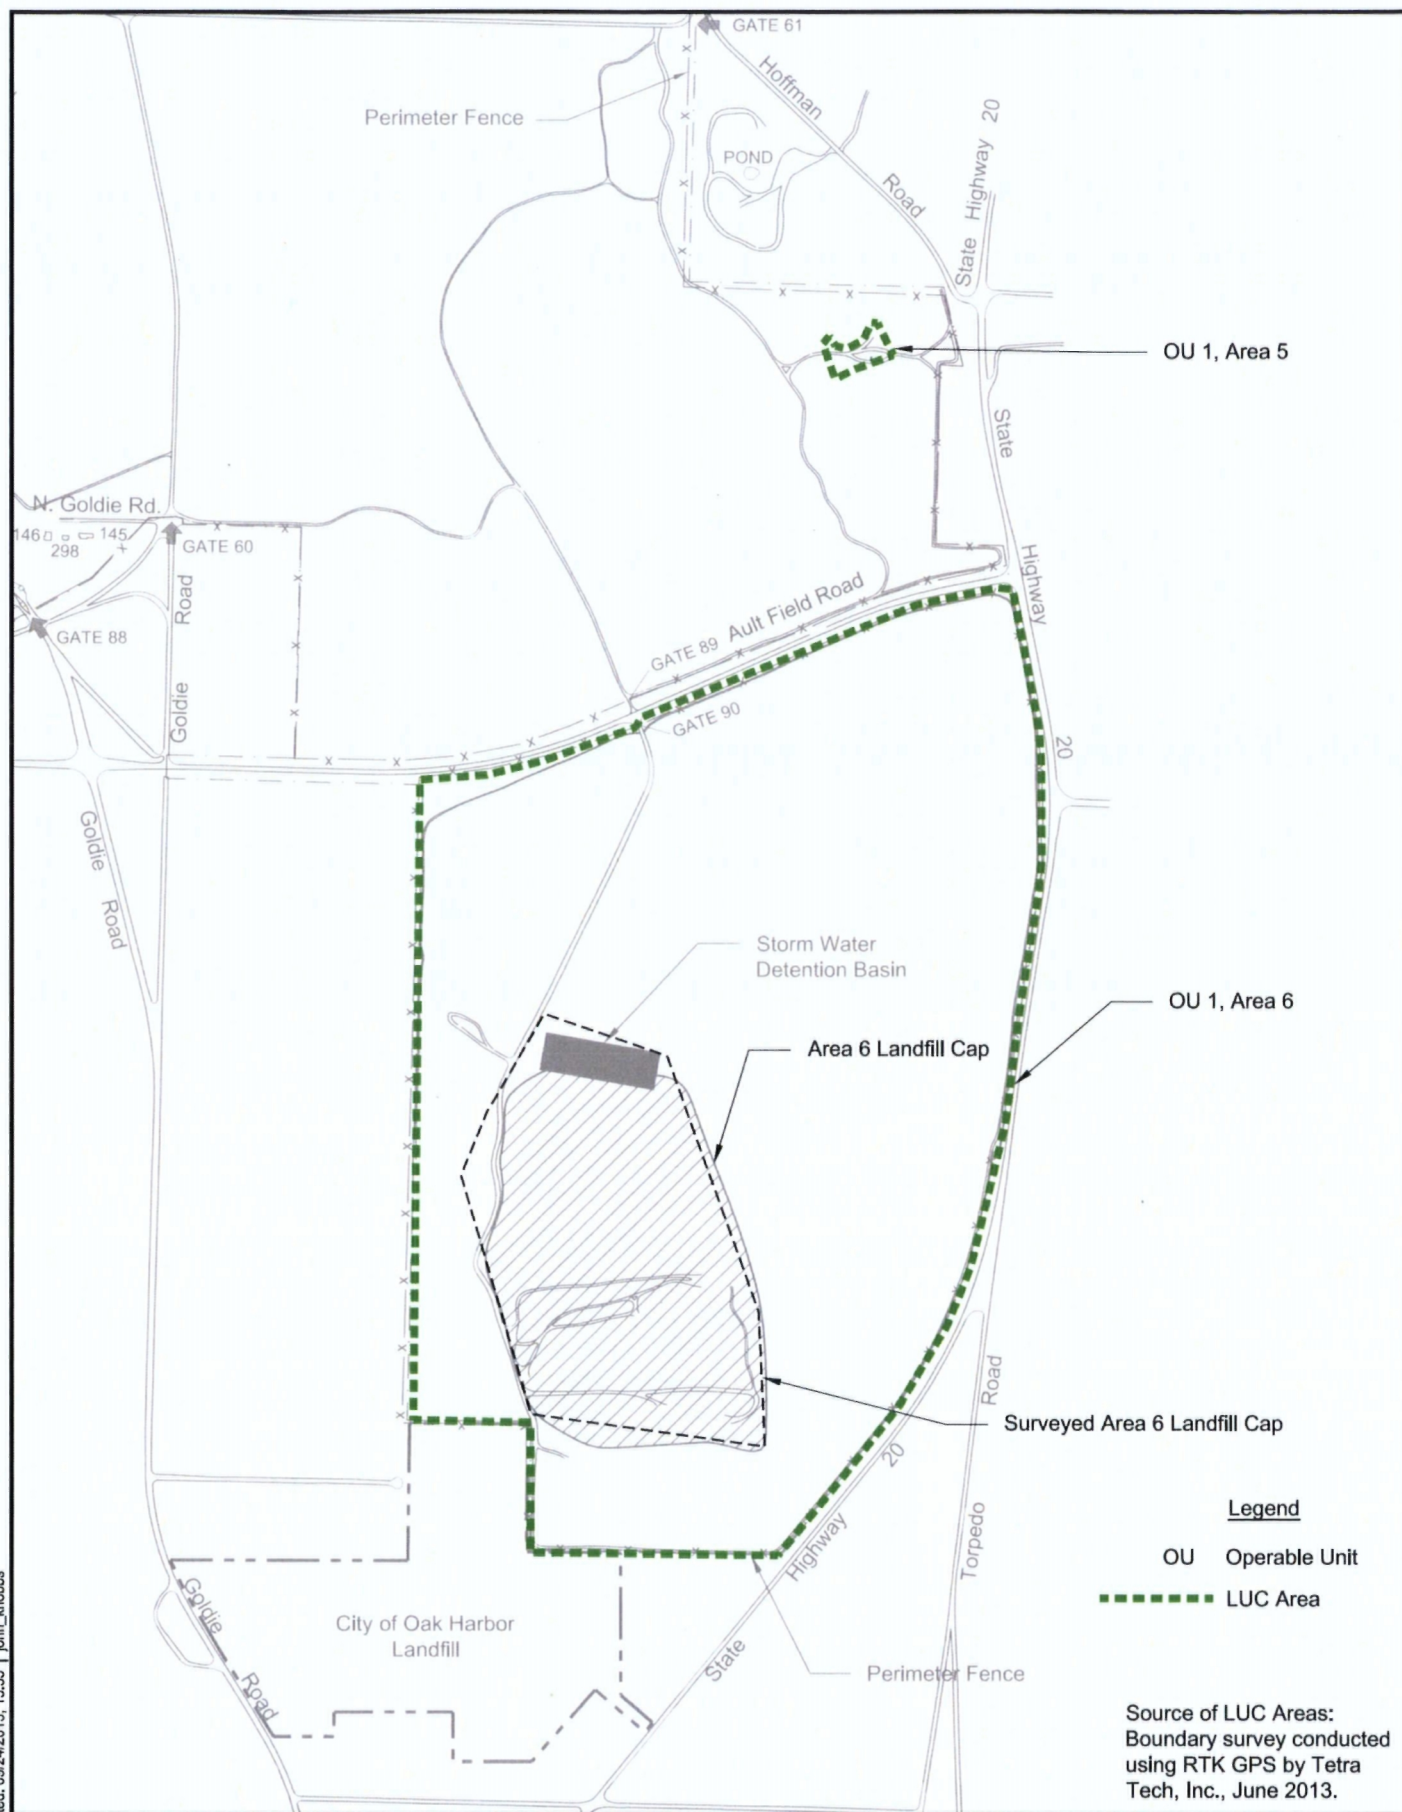 GATE 61
Hoffman
Road
Perimeter Fence
State Highway 20
POND
OU 1, Area 5
State
Highway
20
N. Goldie Rd.
146
145
298
GATE 60
Road
Goldie
GATE 88
Ault Field Road
GATE 89
GATE 90
Goldie
Road
Storm Water
Detention Basin
OU 1, Area 6
Area 6 Landfill Cap
Surveyed Area 6 Landfill Cap
Road
Torpedo
20
Highway
State
Legend
OU Operable Unit
LUC Area
Goldie
Road
City of Oak Harbor
Landfill
Perimeter Fence
Source of LUC Areas:
Boundary survey conducted
using RTK GPS by Tetra
Tech, Inc., June 2013.